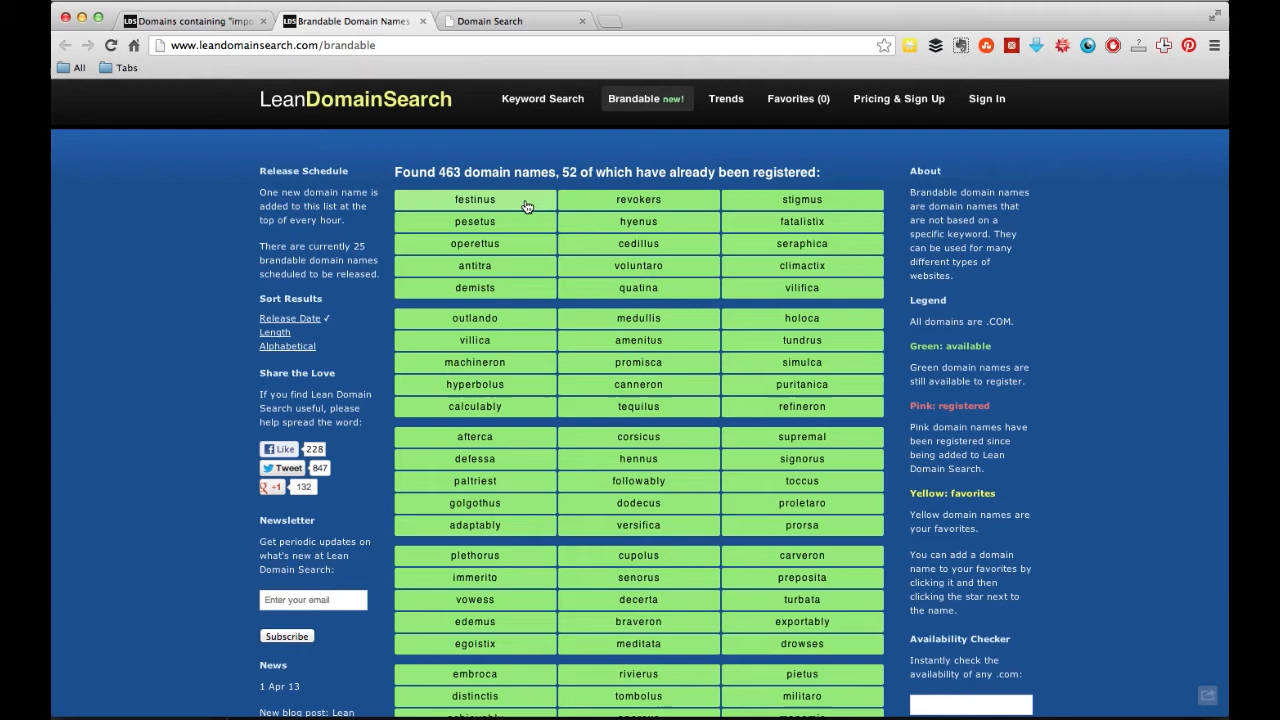 Domains containing "impo
Brandable Domain Names
Domain Search
www.leandomainsearch.com/brandable
All
Tabs
LeanDomainSearch
Keyword Search
Brandable new!
Trends
Favorites (0)
Pricing & Sign Up
Sign In
Release Schedule
One new domain name is
added to this list at the
top of every hour.
There are currently 25
brandable domain names
scheduled to be released.
Sort Results
Release Date ✓
Length
Alphabetical
Share the Love
If you find Lean Domain
Search useful, please
help spread the word:
Like 228
Tweet 847
+1 132
Newsletter
Get periodic updates on
what's new at Lean
Domain Search:
Enter your email
Subscribe
News
1 Apr 13
New blog post: Lean
Found 463 domain names, 52 of which have already been registered:
festinus revokers stigmus
pesetus hyenus fatalistix
operettus cedillus seraphica
antitra voluntaro climactix
demists quatina vilifica
outlando medullis holoca
villica amenitus tundrus
machineron promisca simulca
hyperbolus canneron puritanica
calculably tequilus refineron
afterca corsicus supremal
defessa hennus signorus
paltriest followably toccus
golgothus dodecus proletaro
adaptably versifica prorsa
plethorus cupolus carveron
immerito senorus preposita
vowess decerta turbata
edemus braveron exportably
egoistix meditata drowses
embroca rivierus pietus
distinctis tombolus militaro
About
Brandable domain names
are domain names that
are not based on a
specific keyword. They
can be used for many
different types of
websites.
Legend
All domains are .COM.
Green: available
Green domain names are
still available to register.
Pink: registered
Pink domain names have
been registered since
being added to Lean
Domain Search.
Yellow: favorites
Yellow domain names are
your favorites.
You can add a domain
name to your favorites by
clicking it and then
clicking the star next to
the name.
Availability Checker
Instantly check the
availability of any .com: